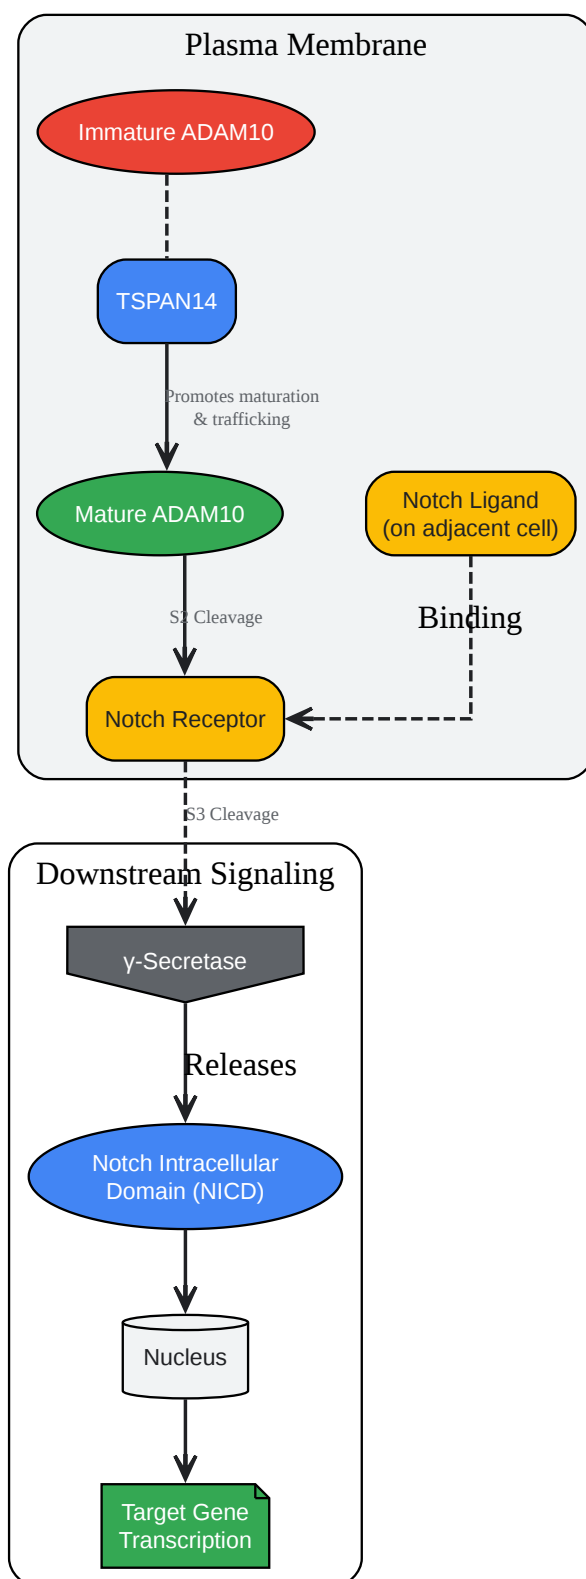 Plasma Membrane
Immature ADAM10
TSPAN14
Promotes maturation
& trafficking
Mature ADAM10
Notch Ligand
(on adjacent cell)
S2 Cleavage
Binding
Notch Receptor
S3 Cleavage
Downstream Signaling
γ-Secretase
Releases
Notch Intracellular
Domain (NICD)
Nucleus
Target Gene
Transcription